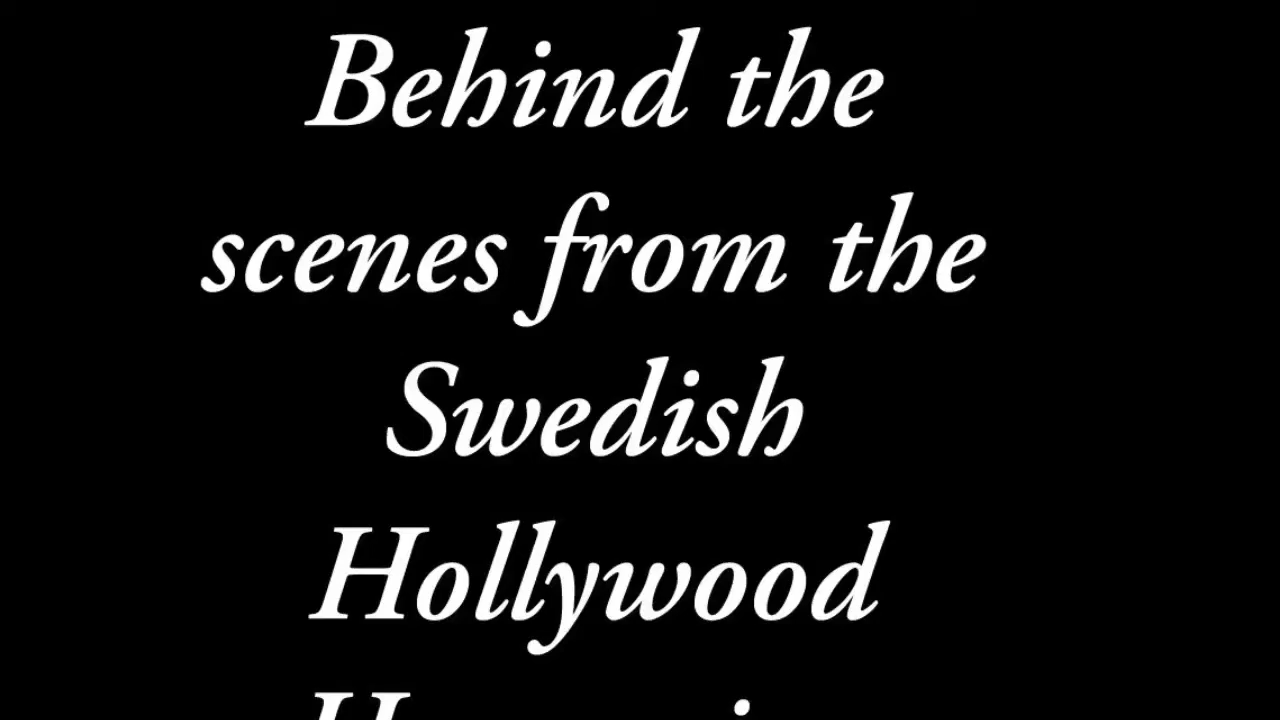 Behind the
scenes from the
Swedish
Hollywood